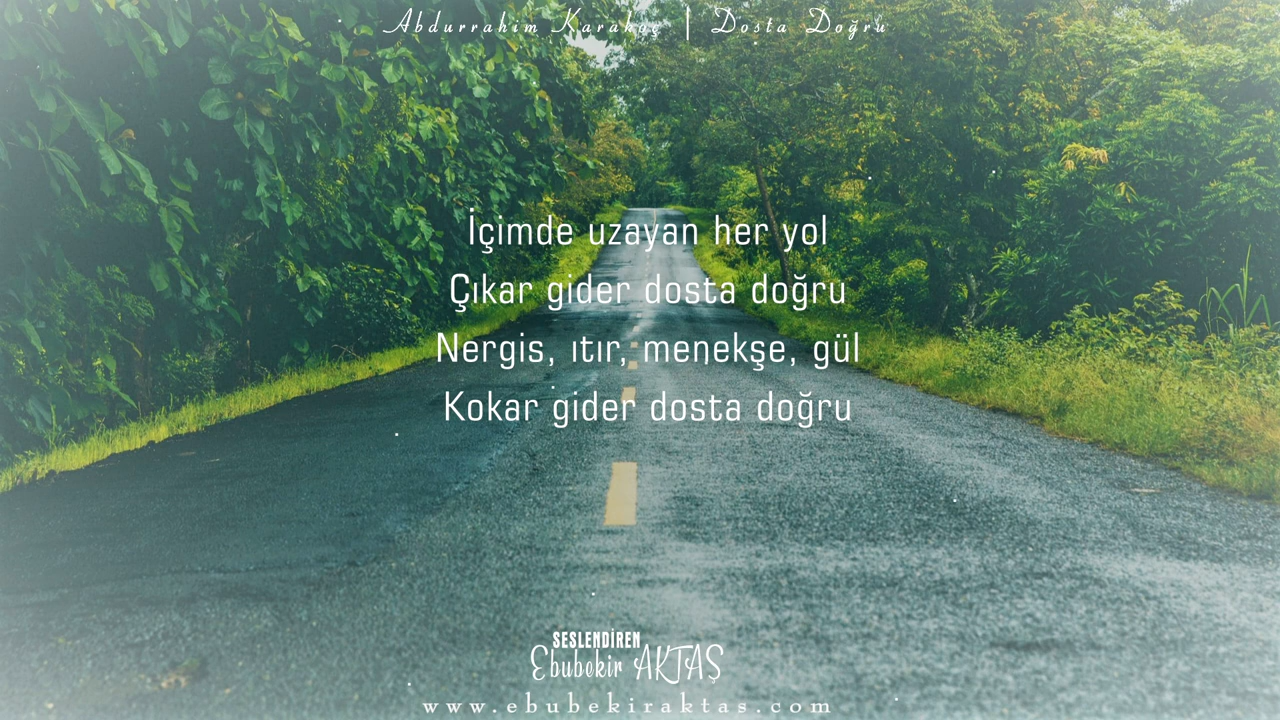 Abdurrahim Karakoç | Dosta Doğru
İçimde uzayan her yol
Çıkar gider dosta doğru
Nergis, ıtır, menekşe, gül
Kokar gider dosta doğru
SESLENDİREN
Ebubekir AKTAŞ
www.ebubekiraktas.com